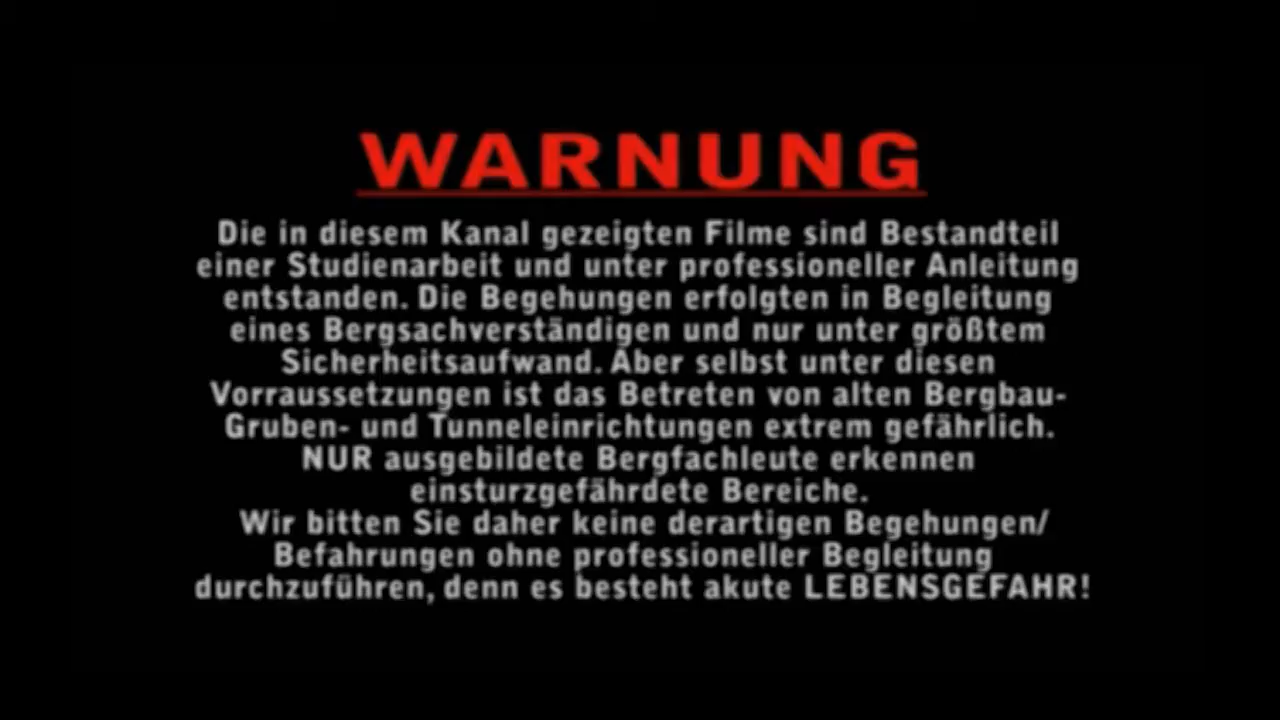 WARNUNG
Die in diesem Kanal gezeigten Filme sind Bestandteil
einer Studienarbeit und unter professioneller Anleitung
entstanden. Die Begehungen erfolgten in Begleitung
eines Bergsachverständigen und nur unter größtem
Sicherheitsaufwand. Aber selbst unter diesen
Vorraussetzungen ist das Betreten von alten Bergbau-
Gruben- und Tunneleinrichtungen extrem gefährlich.
NUR ausgebildete Bergfachleute erkennen
einsturzgefährdete Bereiche.
Wir bitten Sie daher keine derartigen Begehungen/
Befahrungen ohne professioneller Begleitung
durchzuführen, denn es besteht akute LEBENSGEFAHR!